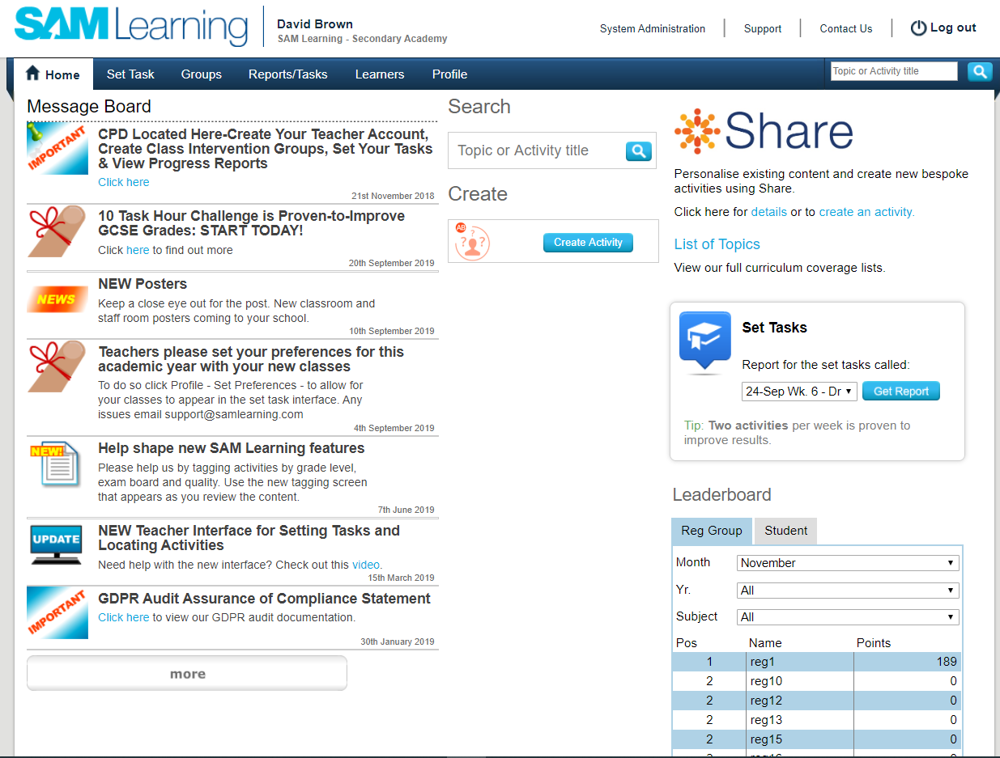 SAM Learning
David Brown
SAM Learning - Secondary Academy
System Administration
Support
Contact Us
Log out
Home
Set Task
Groups
Reports/Tasks
Learners
Profile
Topic or Activity title
Message Board
IMPORTANT
CPD Located Here-Create Your Teacher Account,
Create Class Intervention Groups, Set Your Tasks
& View Progress Reports
Click here
21st November 2018
10 Task Hour Challenge is Proven-to-Improve
GCSE Grades: START TODAY!
Click here to find out more
20th September 2019
NEWS
NEW Posters
Keep a close eye out for the post. New classroom and
staff room posters coming to your school.
10th September 2019
Teachers please set your preferences for this
academic year with your new classes
To do so click Profile - Set Preferences - to allow for
your classes to appear in the set task interface. Any
issues email support@samlearning.com
4th September 2019
NEW!
Help shape new SAM Learning features
Please help us by tagging activities by grade level,
exam board and quality. Use the new tagging screen
that appears as you review the content.
7th June 2019
UPDATE
NEW Teacher Interface for Setting Tasks and
Locating Activities
Need help with the new interface? Check out this video.
15th March 2019
IMPORTANT
GDPR Audit Assurance of Compliance Statement
Click here to view our GDPR audit documentation.
30th January 2019
more
Search
Topic or Activity title
Create
AB
? ? ?
Create Activity
Share
Personalise existing content and create new bespoke
activities using Share.
Click here for details or to create an activity.
List of Topics
View our full curriculum coverage lists.
Set Tasks
Report for the set tasks called:
24-Sep Wk. 6 - Dr
Get Report
Tip: Two activities per week is proven to
improve results.
Leaderboard
Reg Group
Student
Month November
Yr. All
Subject All
Pos Name Points
1 reg1 189
2 reg10 0
2 reg12 0
2 reg13 0
2 reg15 0